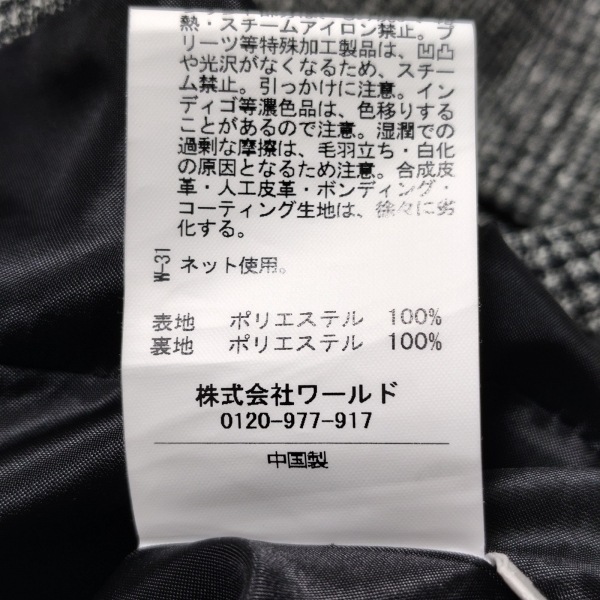 熱・スチームアイロン禁止。プ
リーツ等特殊加工製品は、凹凸
や光沢がなくなるため、スチー
ム禁止。引っかけに注意。イン
ディゴ等濃色品は、色移りする
ことがあるので注意。湿潤での
過剰な摩擦は、毛羽立ち・白化
の原因となるため注意。合成皮
革・人工皮革・ボンディング・
コーティング生地は、徐々に劣
化する。
W-31
ネット使用。
表地 ポリエステル 100%
裏地 ポリエステル 100%
株式会社ワールド
0120-977-917
中国製